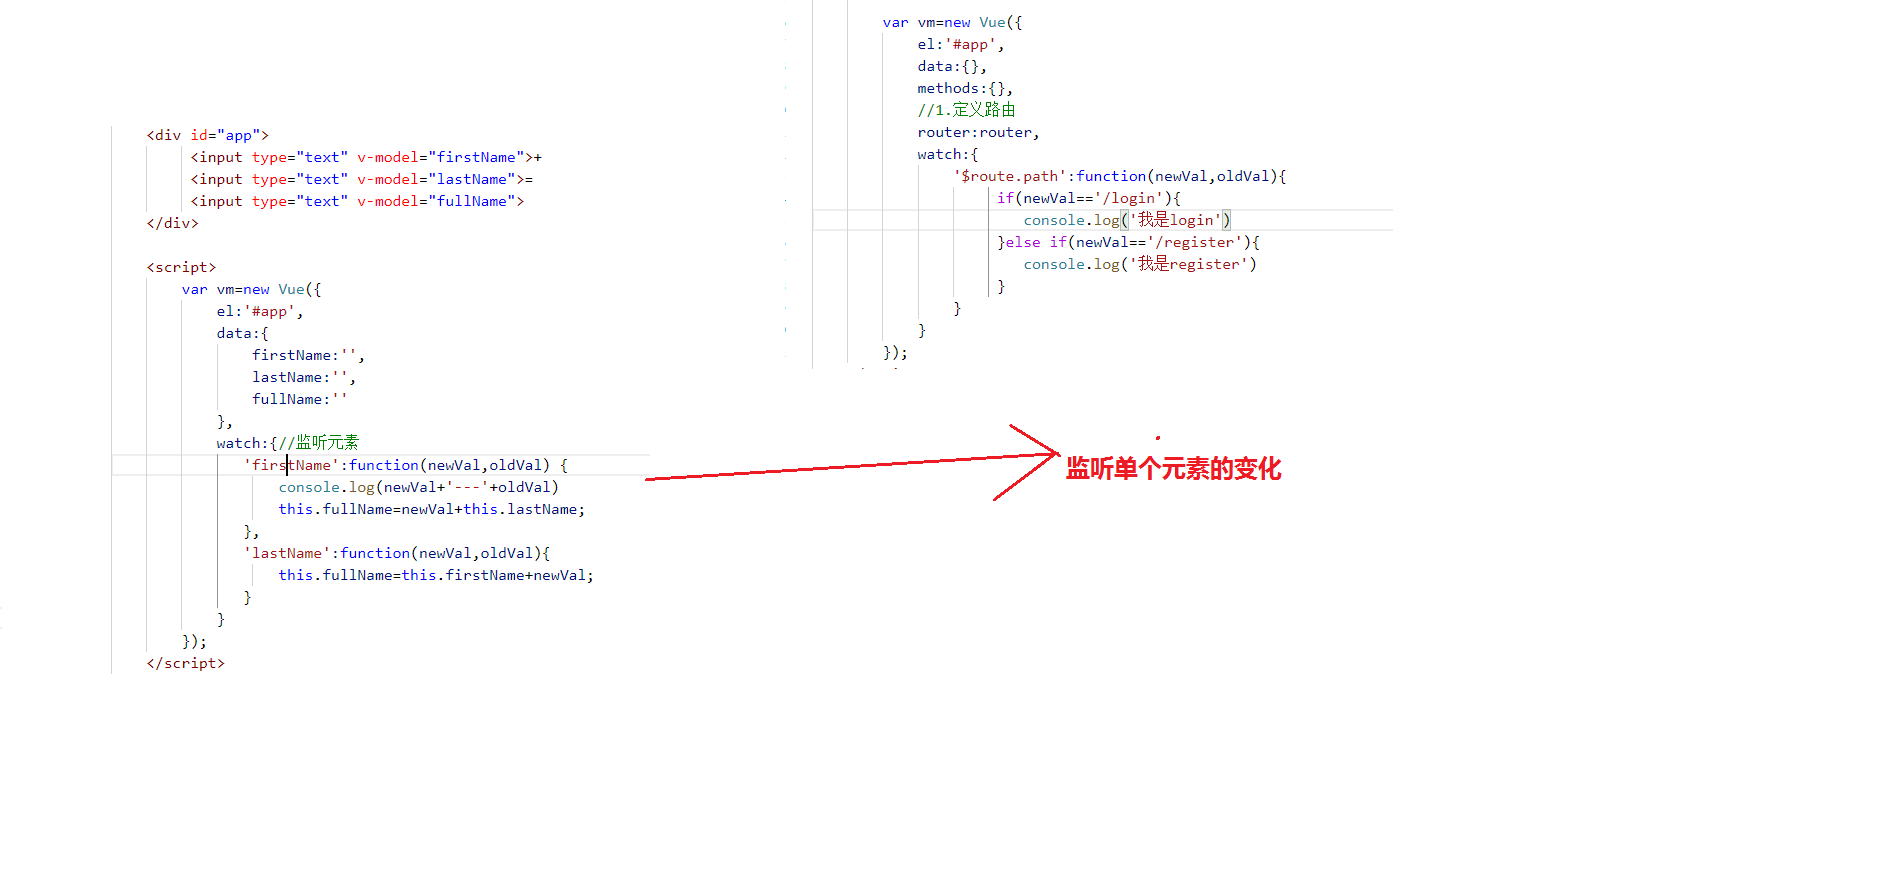 <div id="app">
<input type="text" v-model="firstName">+
<input type="text" v-model="lastName">=
<input type="text" v-model="fullName">
</div>
<script>
var vm=new Vue({
el:'#app',
data:{
firstName:'',
lastName:'',
fullName:''
},
watch:{//监听元素
'firstName':function(newVal,oldVal) {
console.log(newVal+'---'+oldVal)
this.fullName=newVal+this.lastName;
},
'lastName':function(newVal,oldVal){
this.fullName=this.firstName+newVal;
}
}
});
</script>
var vm=new Vue({
el:'#app',
data:{},
methods:{},
//1.定义路由
router:router,
watch:{
'$route.path':function(newVal,oldVal){
if(newVal=='/login'){
console.log('我是login')
}else if(newVal=='/register'){
console.log('我是register')
}
}
}
});
监听单个元素的变化